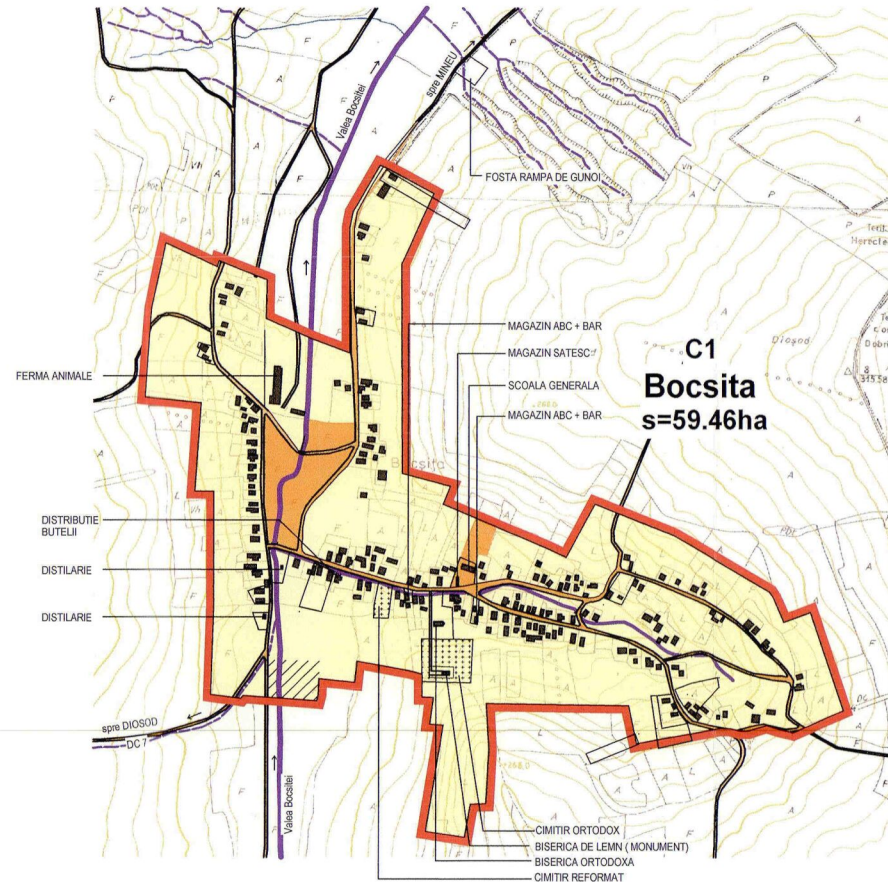 spre MINEU
Valea Bocsitei
FOSTA RAMPA DE GUNOI
MAGAZIN ABC + BAR
MAGAZIN SATESC
SCOALA GENERALA
MAGAZIN ABC + BAR
C1
Bocsita
s=59.46ha
Diosod
FERMA ANIMALE
Bocsita
DISTRIBUTIE
BUTELII
DISTILARIE
DISTILARIE
spre DIOSOD
DC 7
Valea Bocsitei
CIMITIR ORTODOX
BISERICA DE LEMN ( MONUMENT)
BISERICA ORTODOXA
CIMITIR REFORMAT